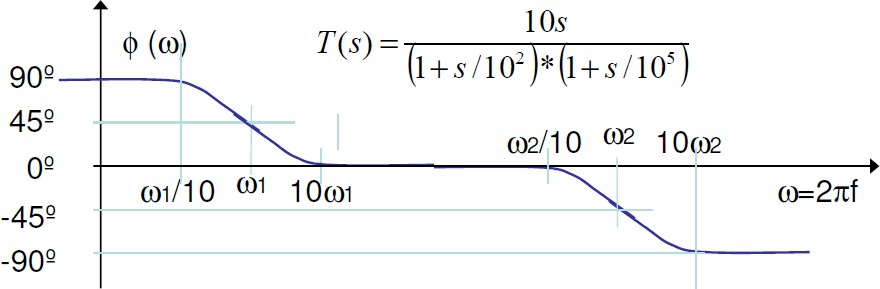 ϕ (ω)
T(s) = 10s / (1+s/10²)*(1+s/10⁵)
90º
45º
0º
-45º
-90º
ω1/10
ω1
10ω1
ω2/10
ω2
10ω2
ω=2πf